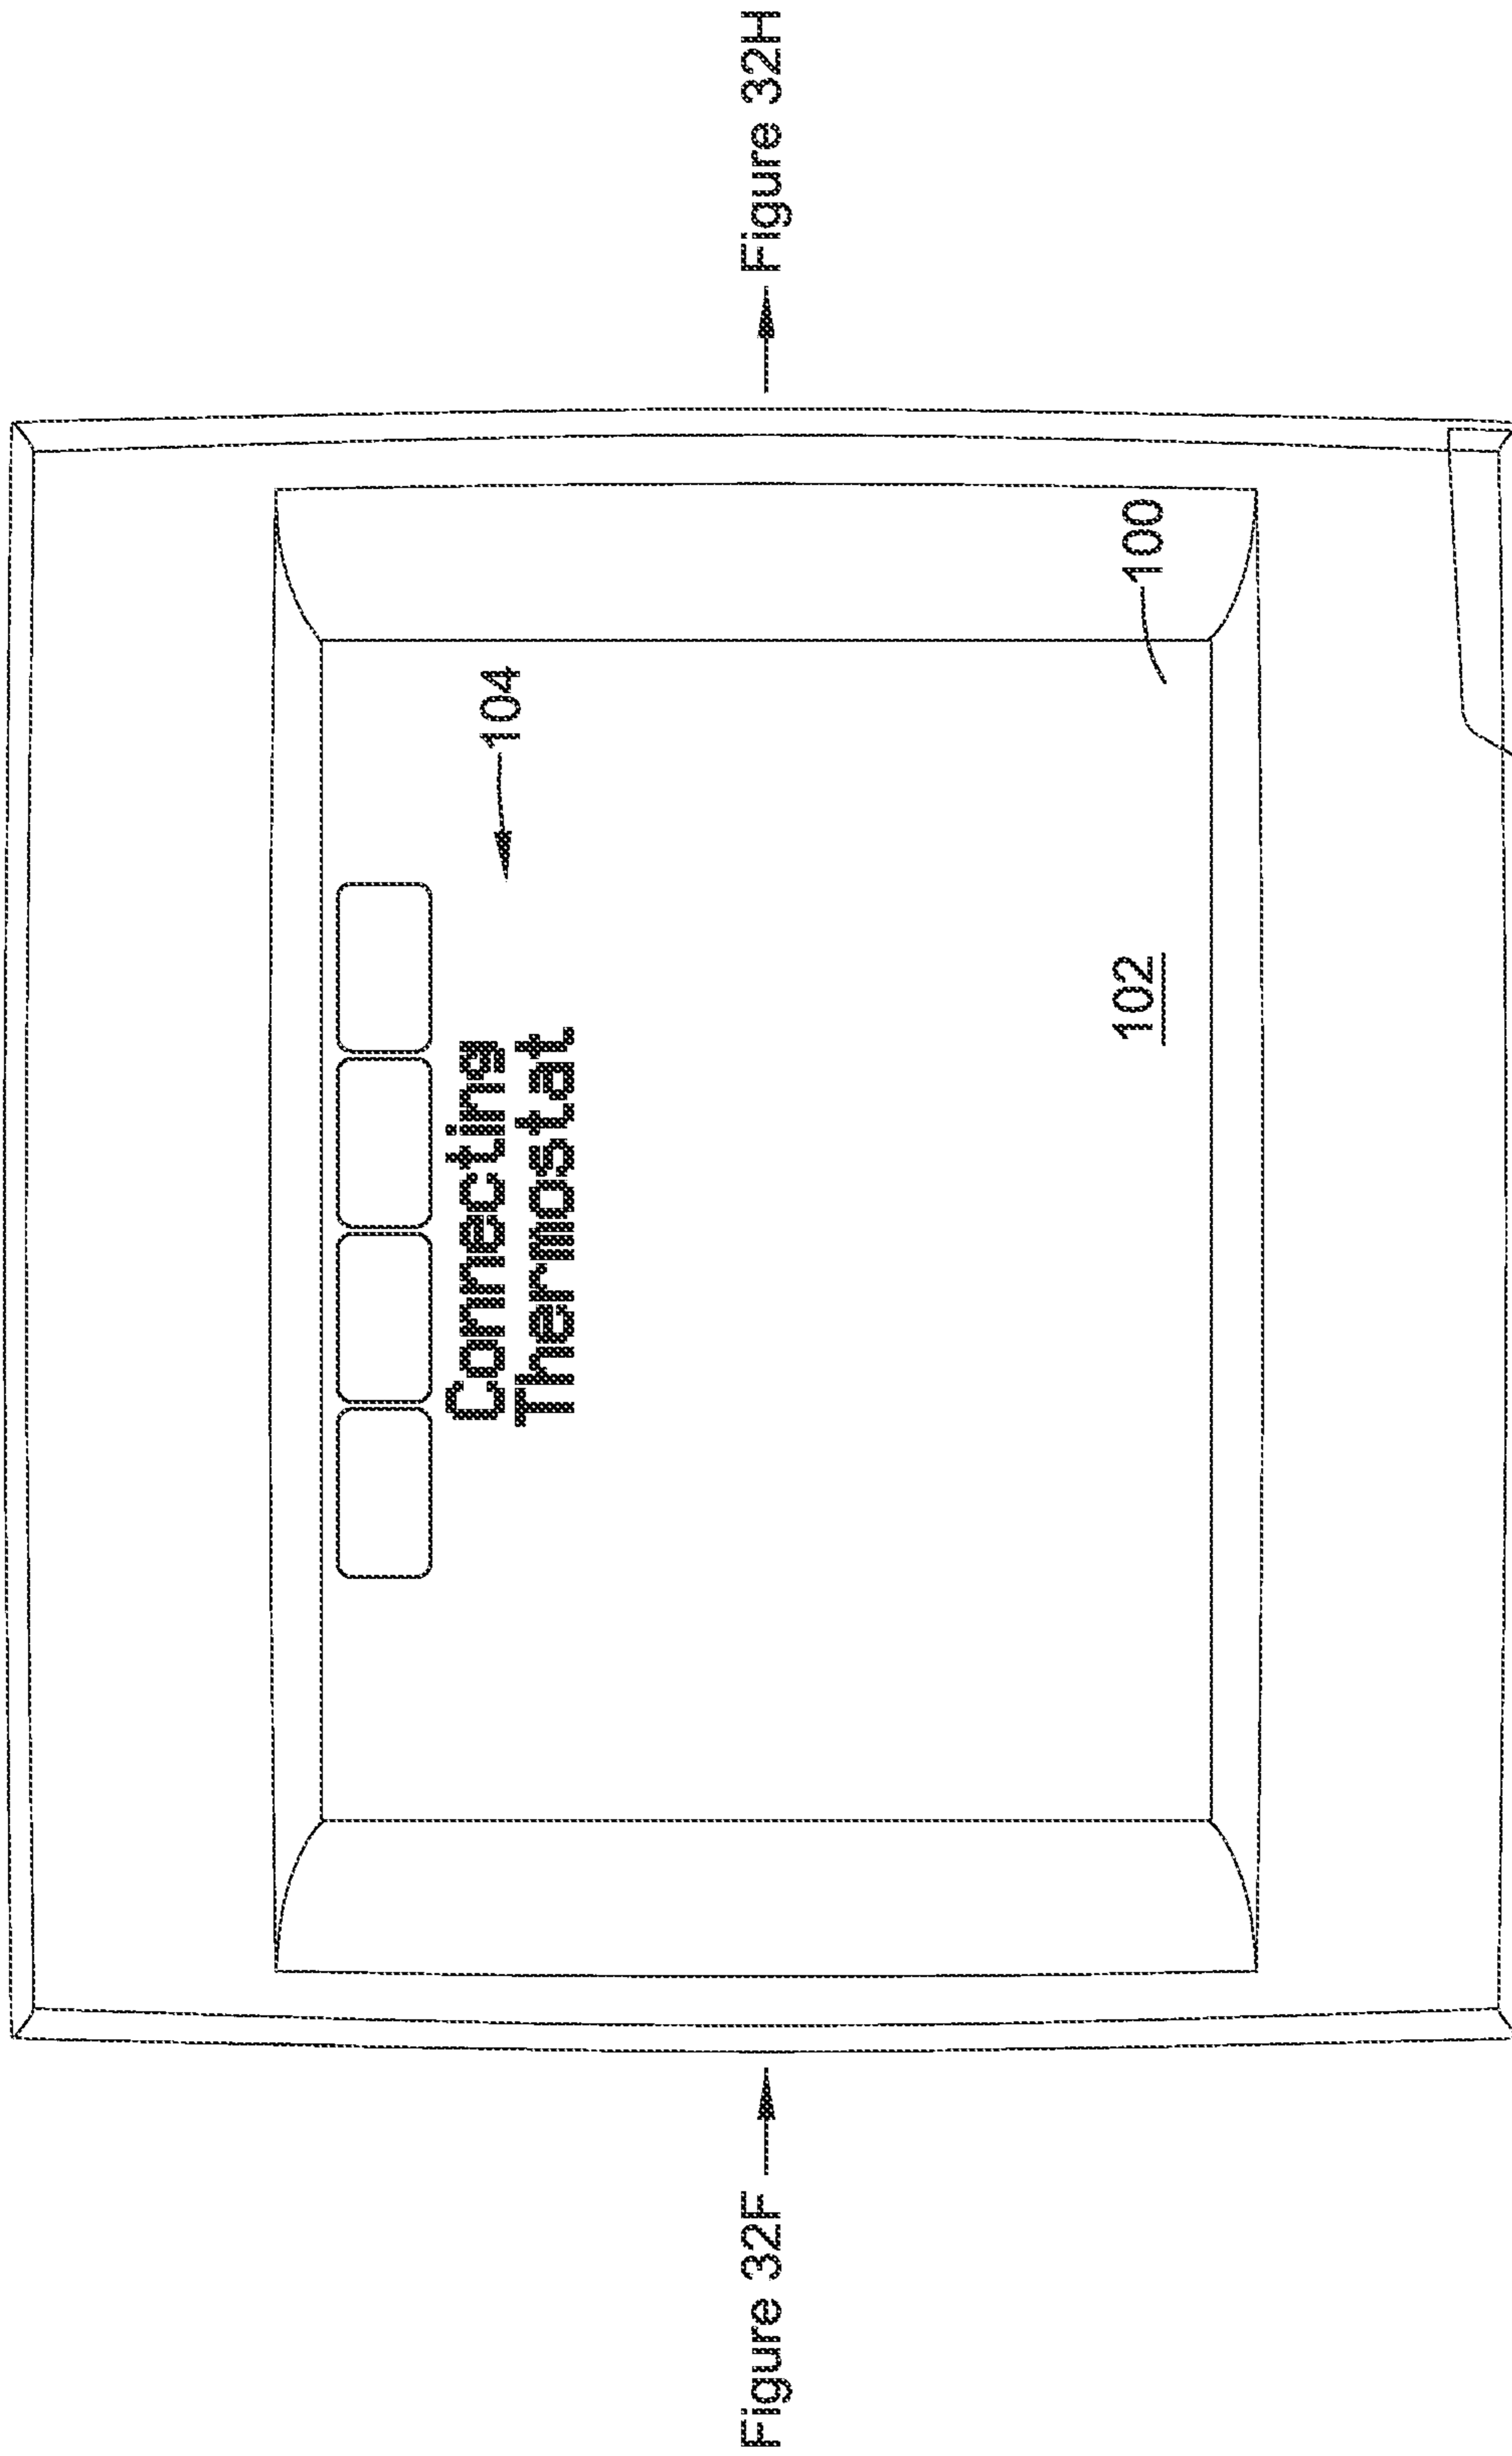 104
Connecting
Thermostat
Figure 32F
Figure 32H
102
100